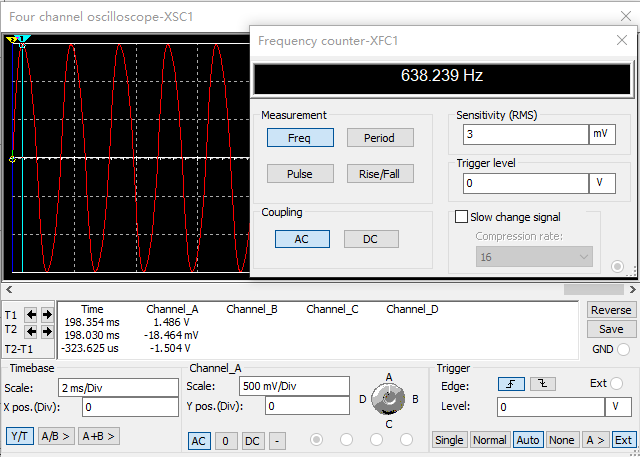 Four channel oscilloscope-XSC1
2 1
Frequency counter-XFC1
638.239 Hz
Measurement
Freq Period
Pulse Rise/Fall
Coupling
AC DC
Sensitivity (RMS)
3 mV
Trigger level
0 V
Slow change signal
Compression rate:
16
T1
T2
T2-T1
Time Channel_A Channel_B Channel_C Channel_D
198.354 ms 1.486 V
198.030 ms -18.464 mV
-323.625 us -1.504 V
Reverse
Save
GND
Timebase
Scale: 2 ms/Div
X pos.(Div): 0
Y/T A/B > A+B >
Channel_A
Scale: 500 mV/Div
Y pos.(Div): 0
AC 0 DC -
A
D B
C
Trigger
Edge: Ext
Level: 0 V
Single Normal Auto None A > Ext